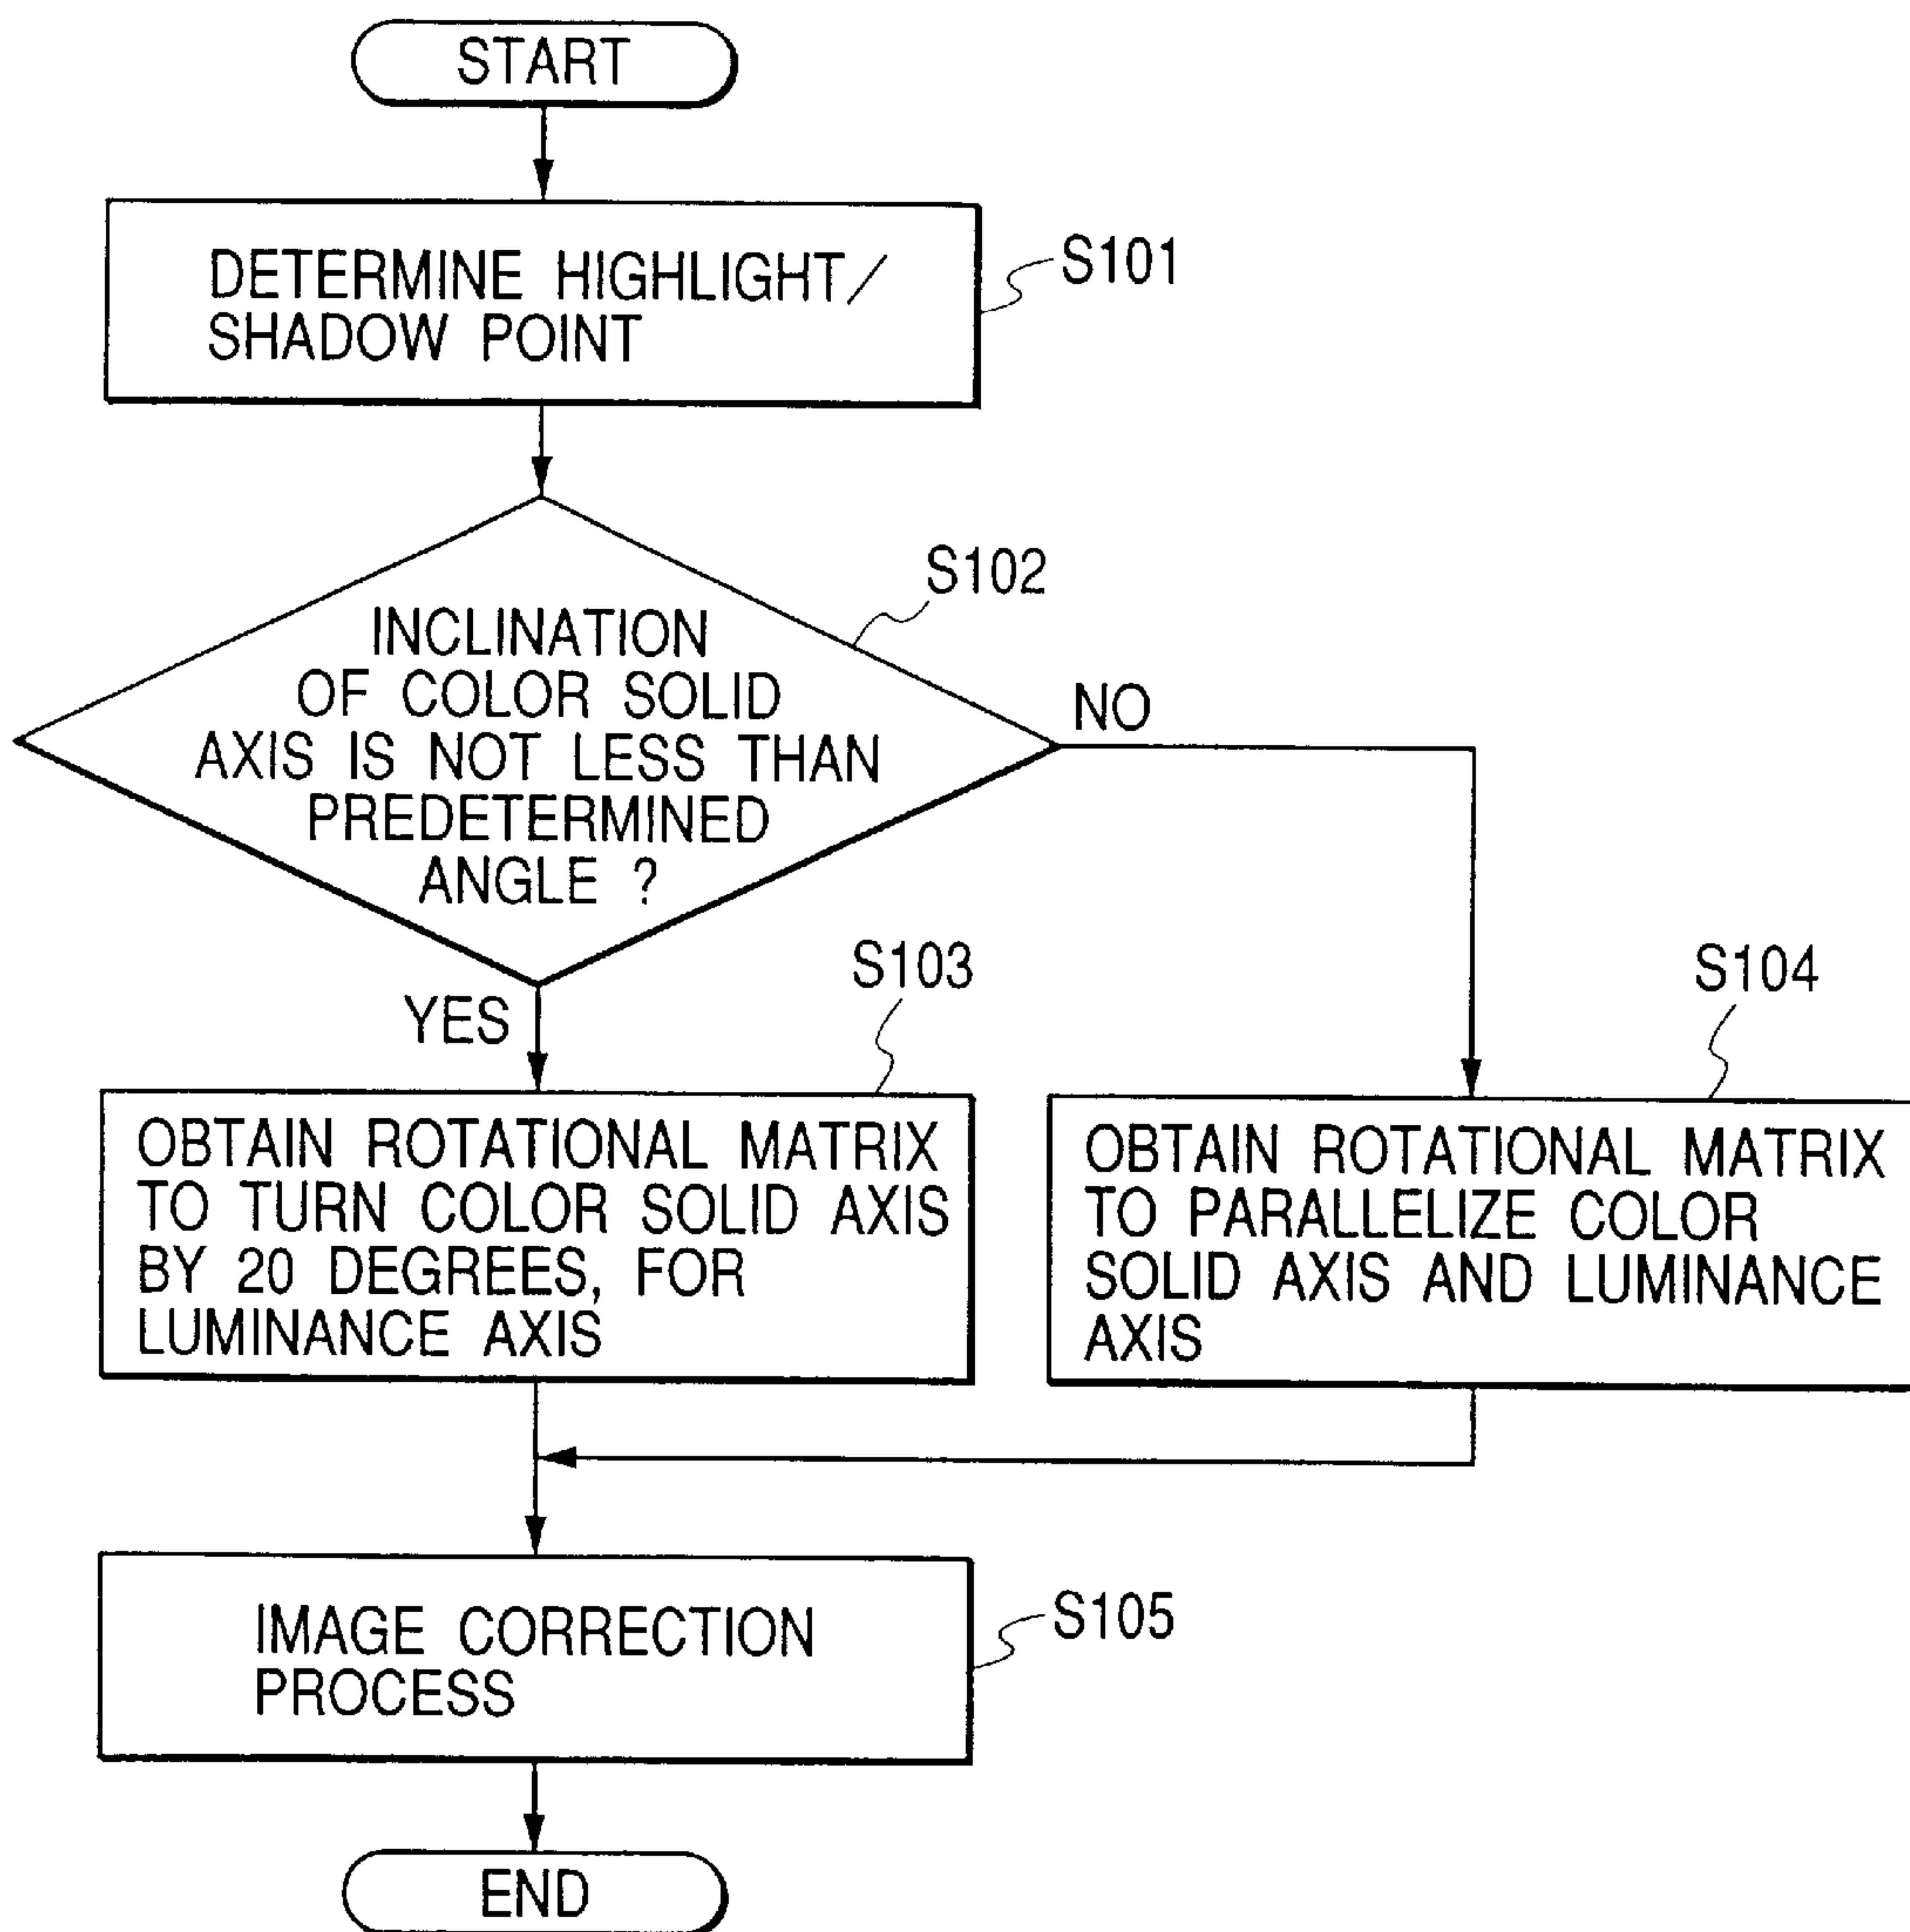 START
DETERMINE HIGHLIGHT/
SHADOW POINT
S101
INCLINATION
OF COLOR SOLID
AXIS IS NOT LESS THAN
PREDETERMINED
ANGLE ?
S102
NO
YES
S103
OBTAIN ROTATIONAL MATRIX
TO TURN COLOR SOLID AXIS
BY 20 DEGREES, FOR
LUMINANCE AXIS
S104
OBTAIN ROTATIONAL MATRIX
TO PARALLELIZE COLOR
SOLID AXIS AND LUMINANCE
AXIS
IMAGE CORRECTION
PROCESS
S105
END